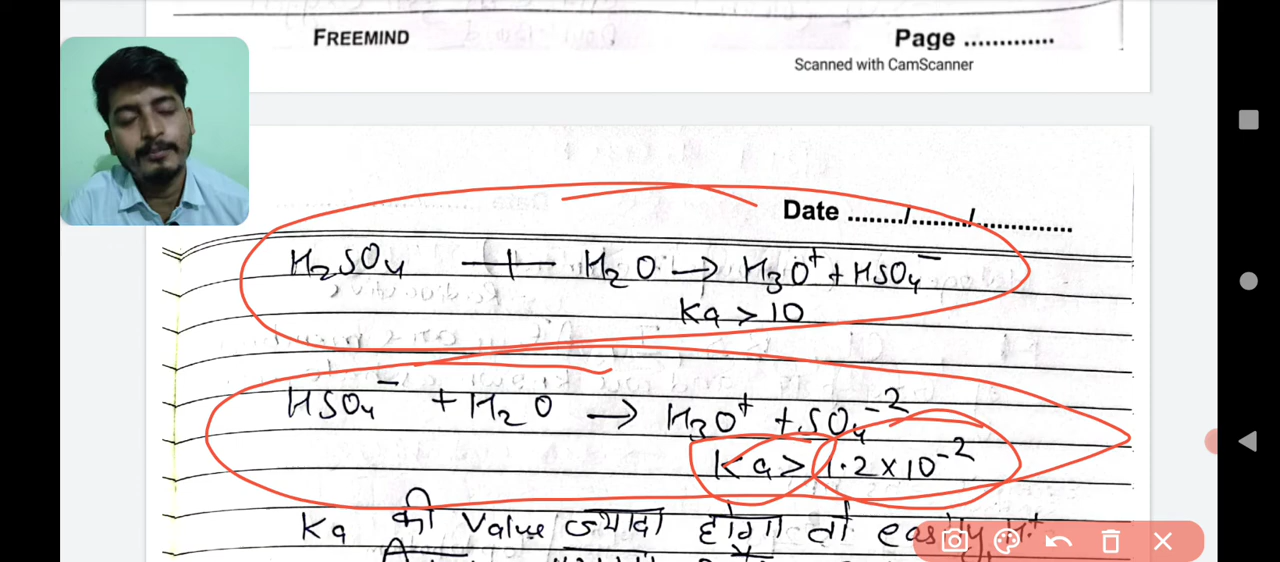 FREEMIND Page .............
Scanned with CamScanner
Date ......../......../...............
H₂SO₄ + H₂O → H₃O⁺ + HSO₄⁻
Ka > 10
HSO₄⁻ + H₂O → H₃O⁺ + SO₄⁻²
Ka > 1.2 × 10⁻²
Ka की Value ज्यादा होगा तो easily H⁺